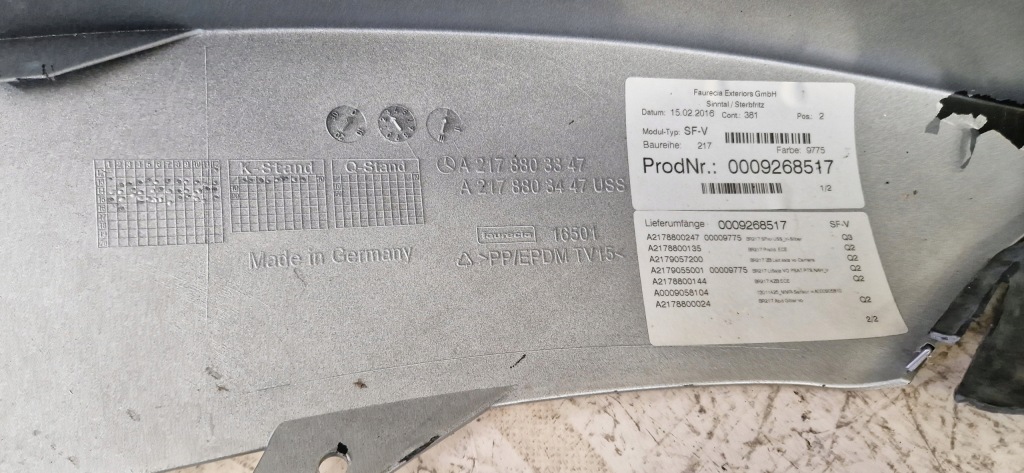 K-Stand
Q-Stand
A 217 880 33 47
A 217 880 34 47 USS
faurecia 16501
Made in Germany
>PP/EPDM TV15<
Faurecia Exteriors GmbH
Sinntal / Sterbfritz
Datum: 15.02.2016 Cont.: 381 Pos.: 2
Modul-Typ: SF-V
Baureihe: 217 Farbe: 9775
ProdNr.: 0009268517
1/2
Lieferumfänge 0009268517 SF-V
A2178800247 00009775 Q3
A2178800135 Q2
A2179057200 Q2
A2179055001 00009775 Q2
A2178800144 Q2
A0009058104
A2178800024 Q2
2/2